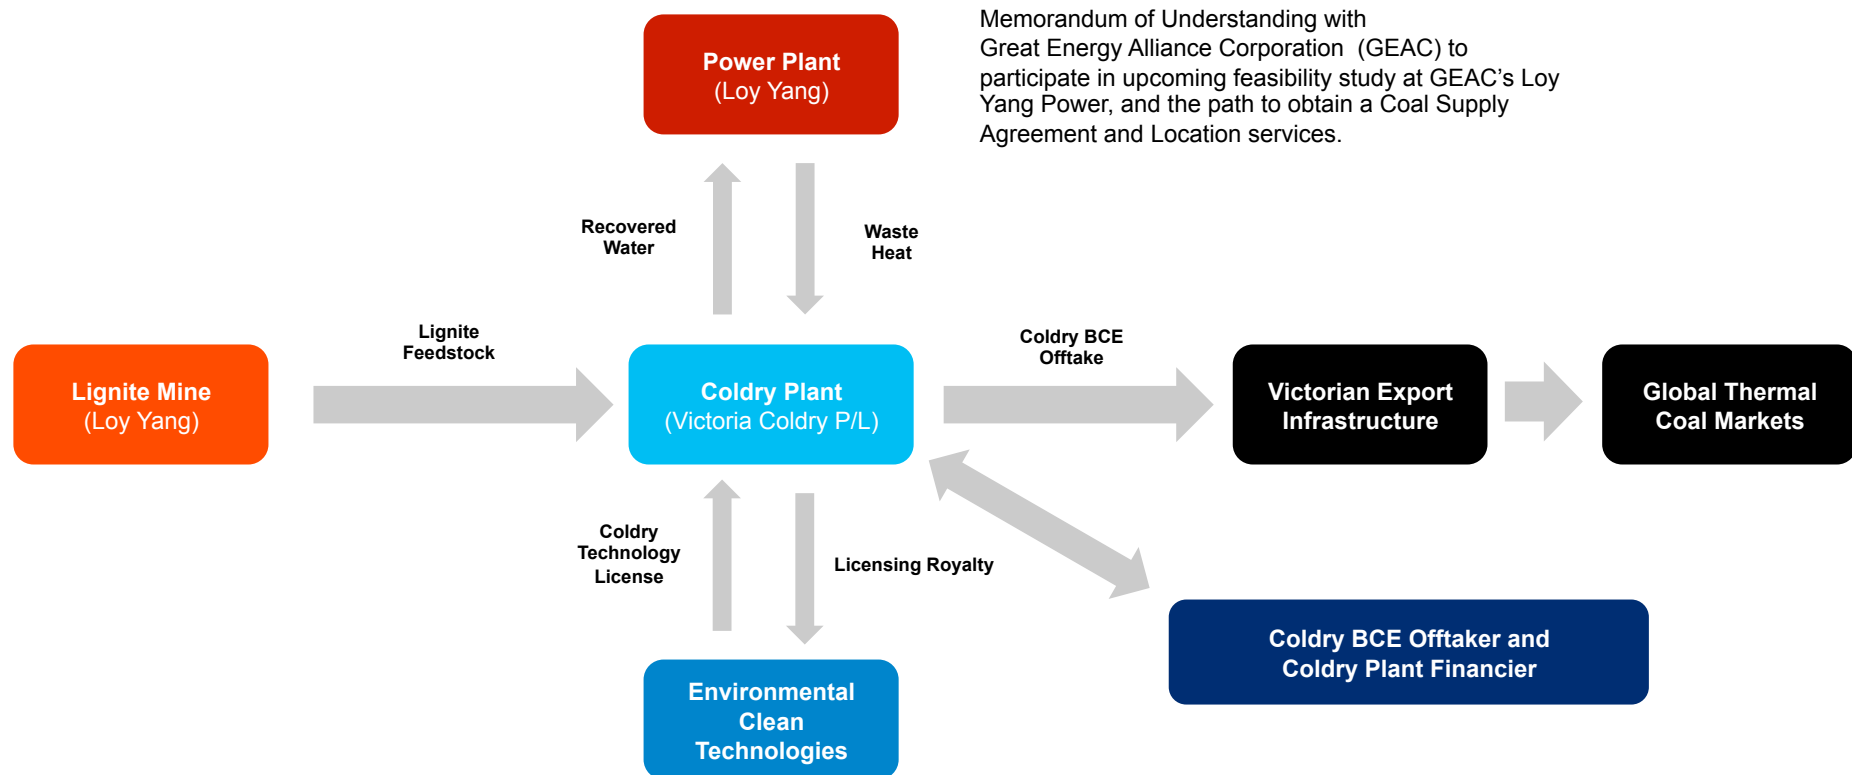 Memorandum of Understanding with
Great Energy Alliance Corporation  (GEAC) to
participate in upcoming feasibility study at GEAC's Loy
Yang Power, and the path to obtain a Coal Supply
Agreement and Location services.
Power Plant
(Loy Yang)
Recovered
Water
Waste
Heat
Lignite
Feedstock
Coldry BCE
Offtake
Lignite Mine
(Loy Yang)
Coldry Plant
(Victoria Coldry P/L)
Victorian Export
Infrastructure
Global Thermal
Coal Markets
Coldry
Technology
License
Licensing Royalty
Coldry BCE Offtaker and
Coldry Plant Financier
Environmental
Clean
Technologies